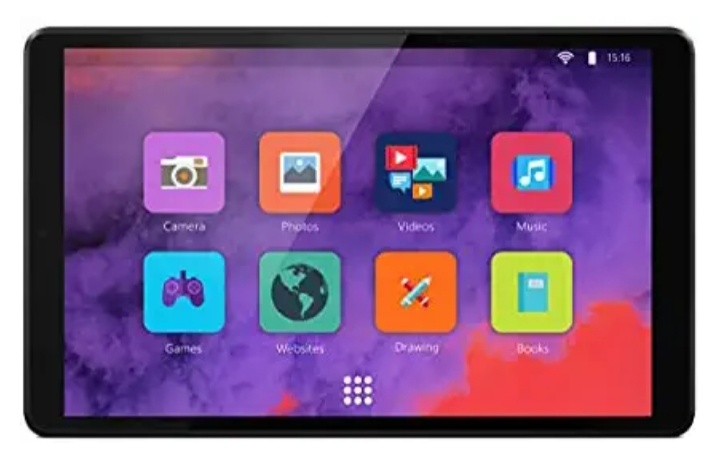 15:16
Camera
Photos
Videos
Music
Games
Websites
Drawing
Books